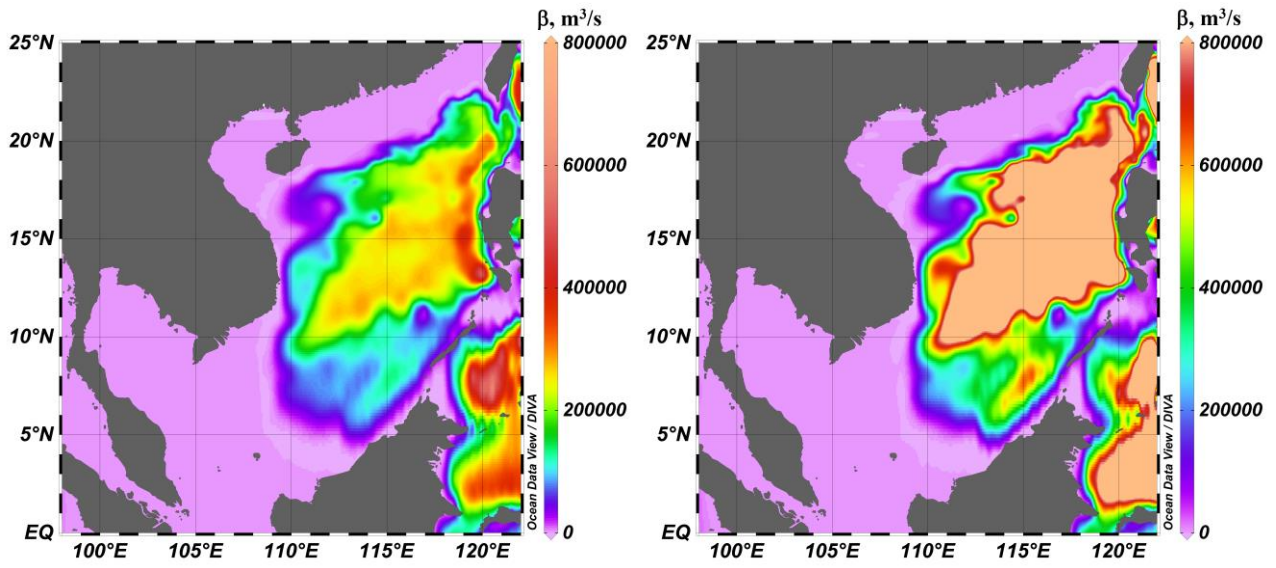 β, m³/s
25°N
20°N
15°N
10°N
5°N
EQ
100°E 105°E 110°E 115°E 120°E
800000
600000
400000
200000
0
Ocean Data View / DIVA
β, m³/s
25°N
20°N
15°N
10°N
5°N
EQ
100°E 105°E 110°E 115°E 120°E
800000
600000
400000
200000
0
Ocean Data View / DIVA